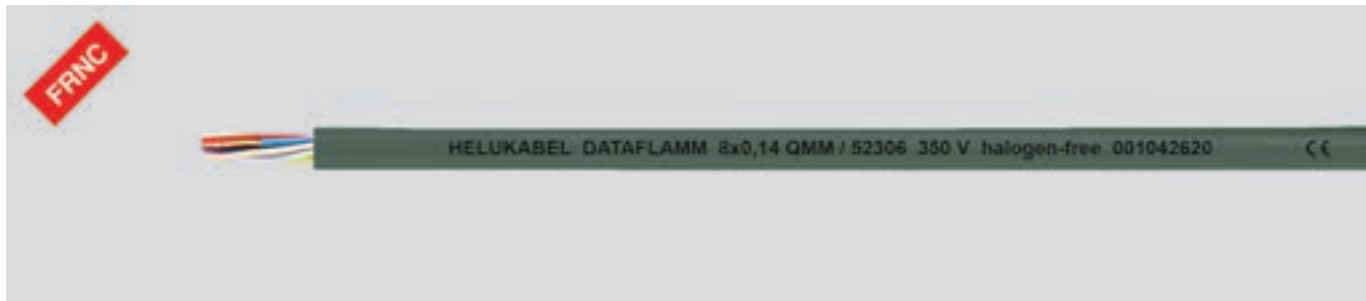 FRNC
HELUKABEL DATAFLAMM 8x0,14 QMM / 52306 350 V halogen-free 001042620 CE